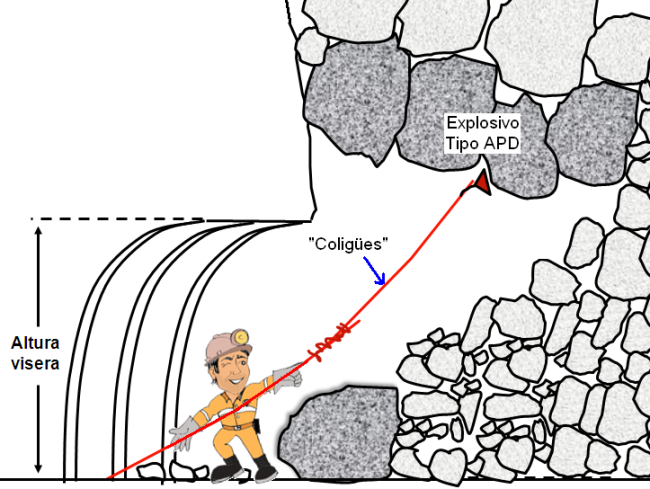 Explosivo
Tipo APD
"Coligües"
Altura
visera